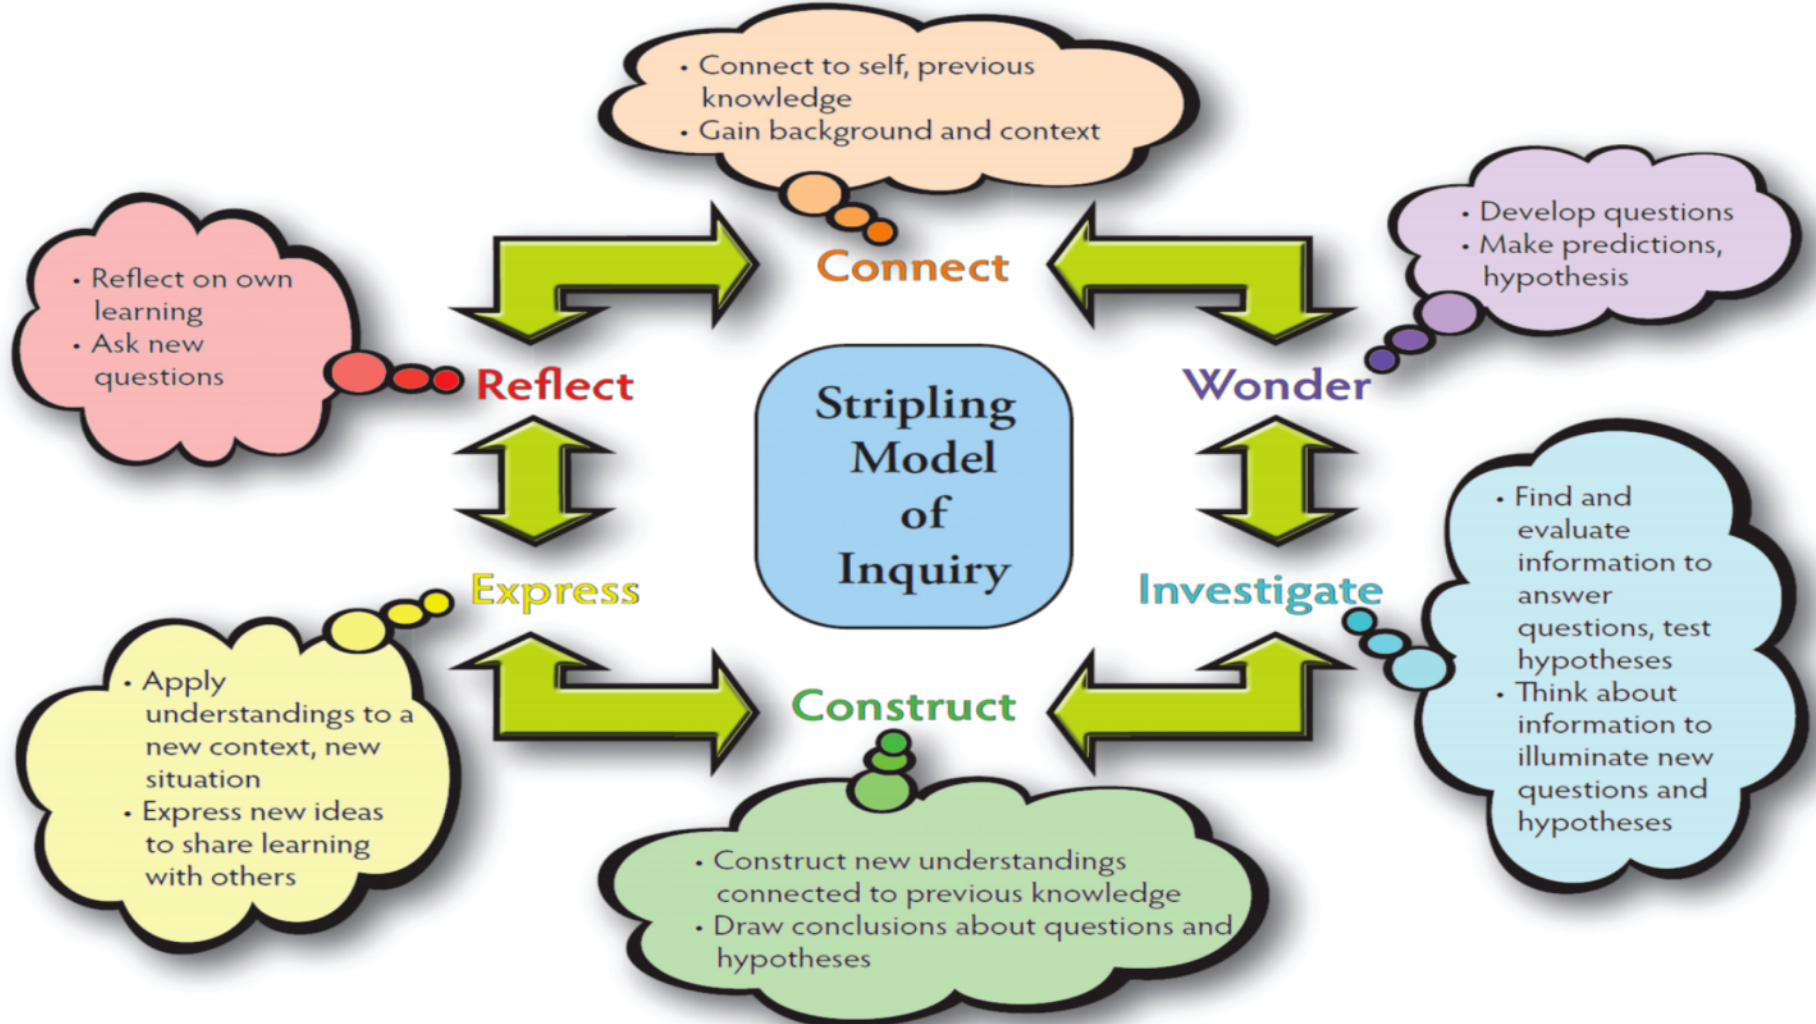 • Connect to self, previous
knowledge
• Gain background and context
Connect
• Develop questions
• Make predictions,
hypothesis
Wonder
• Find and
evaluate
information to
answer
questions, test
hypotheses
• Think about
information to
illuminate new
questions and
hypotheses
Investigate
Construct
• Construct new understandings
connected to previous knowledge
• Draw conclusions about questions and
hypotheses
Express
• Apply
understandings to a
new context, new
situation
• Express new ideas
to share learning
with others
Reflect
• Reflect on own
learning
• Ask new
questions
Stripling
Model
of
Inquiry